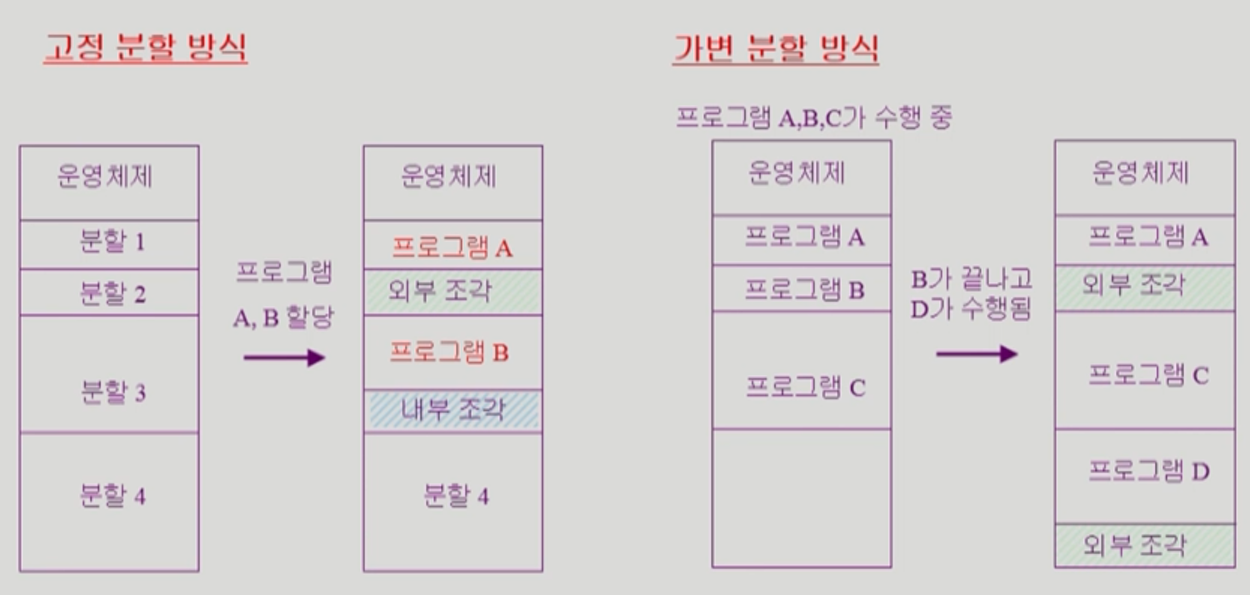 고정 분할 방식
운영체제
분할 1
분할 2
분할 3
분할 4
프로그램
A, B 할당
운영체제
프로그램 A
외부 조각
프로그램 B
내부 조각
분할 4
가변 분할 방식
프로그램 A,B,C가 수행 중
운영체제
프로그램 A
프로그램 B
프로그램 C
B가 끝나고
D가 수행됨
운영체제
프로그램 A
외부 조각
프로그램 C
프로그램 D
외부 조각